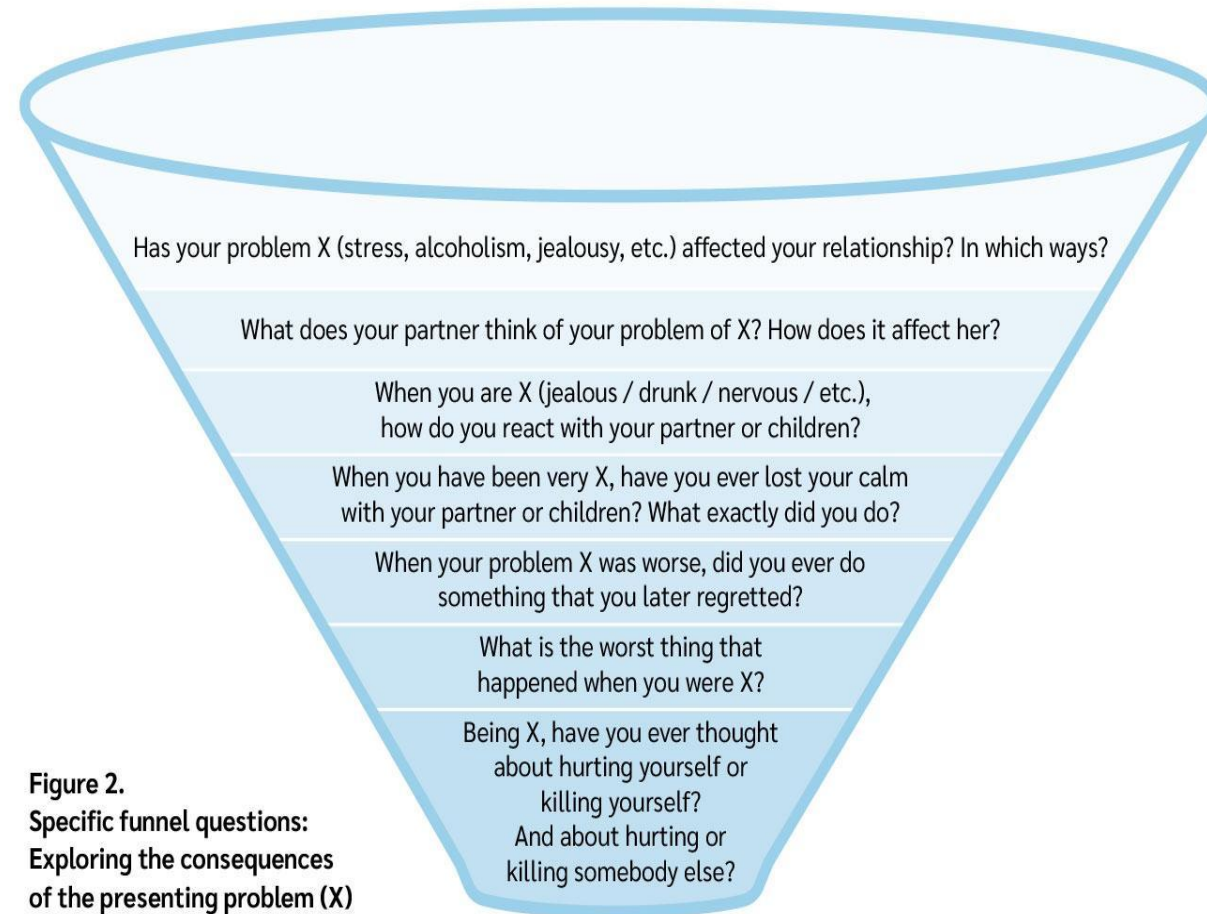 Has your problem X (stress, alcoholism, jealousy, etc.) affected your relationship? In which ways?
What does your partner think of your problem of X? How does it affect her?
When you are X (jealous / drunk / nervous / etc.),
how do you react with your partner or children?
When you have been very X, have you ever lost your calm
with your partner or children? What exactly did you do?
When your problem X was worse, did you ever do
something that you later regretted?
What is the worst thing that
happened when you were X?
Being X, have you ever thought
about hurting yourself or
killing yourself?
And about hurting or
killing somebody else?
Figure 2.
Specific funnel questions:
Exploring the consequences
of the presenting problem (X)